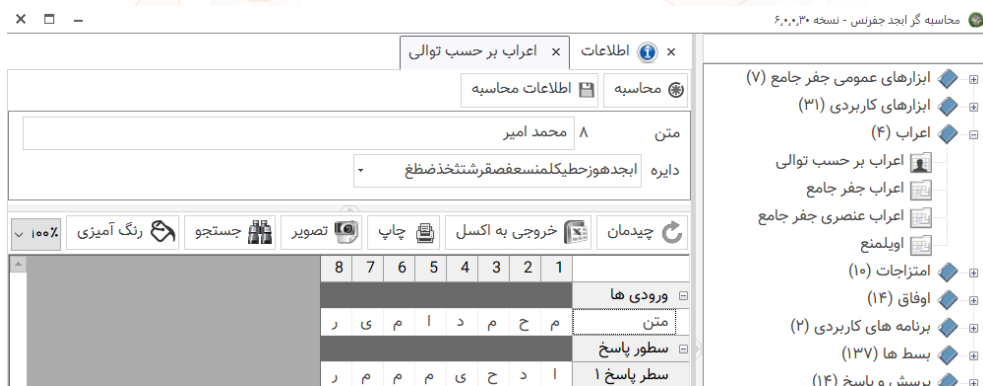 محاسبه گر ابجد جفرنس - نسخه ۶,۰,۰,۳۰
اطلاعات
اعراب بر حسب توالی
ابزارهای عمومی جفر جامع (۷)
ابزارهای کاربردی (۳۱)
اعراب (۴)
اعراب بر حسب توالی
اعراب جفر جامع
اعراب عنصری جفر جامع
اویلمنع
امتزاجات (۱۰)
اوفاق (۱۴)
برنامه های کاربردی (۲)
بسط ها (۱۳۷)
پرسش و پاسخ (۱۴)
محاسبه اطلاعات محاسبه
متن ۸ محمد امیر
دایره ابجدهوزحطیکلمنسعفصقرشتثخذضظغ
چیدمان خروجی به اکسل چاپ تصویر جستجو رنگ آمیزی ۱۰۰٪
1 2 3 4 5 6 7 8
ورودی ها
متن م ح م د ا م ی ر
سطور پاسخ
سطر پاسخ ۱ ا د ح ی م م م ر